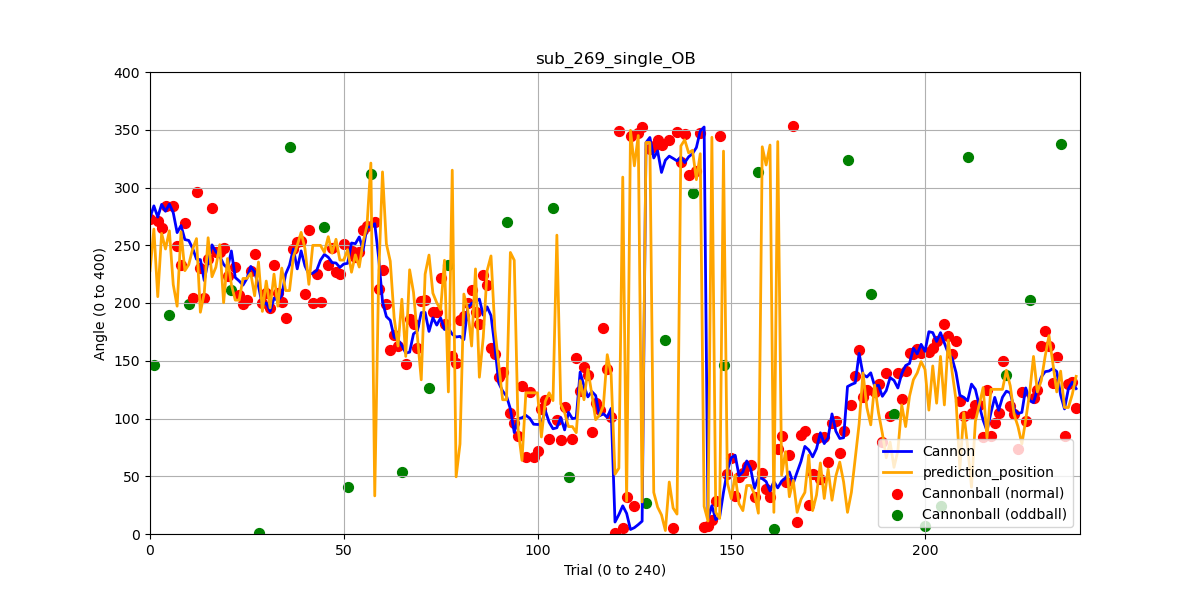 sub_269_single_OB
400
350
300
250
200
150
100
50
0
Angle (0 to 400)
0 50 100 150 200
Trial (0 to 240)
Cannon
prediction_position
Cannonball (normal)
Cannonball (oddball)